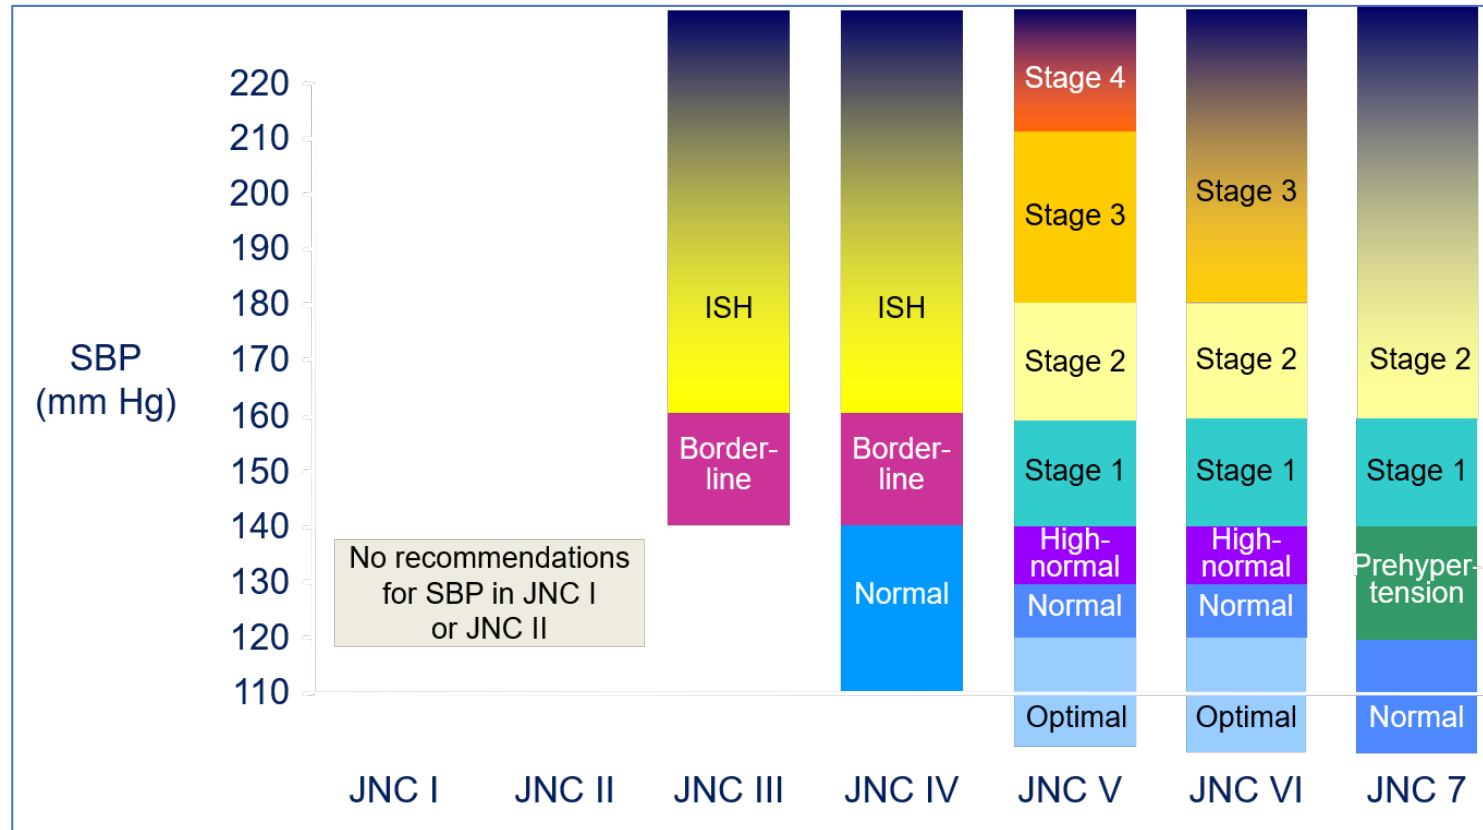 220
210
200
190
180
170
160
150
140
130
120
110
SBP
(mm Hg)
No recommendations
for SBP in JNC I
or JNC II
ISH
Border-
line
ISH
Border-
line
Normal
Stage 4
Stage 3
Stage 2
Stage 1
High-
normal
Normal
Optimal
Stage 3
Stage 2
Stage 1
High-
normal
Normal
Optimal
Stage 2
Stage 1
Prehyper-
tension
Normal
JNC I
JNC II
JNC III
JNC IV
JNC V
JNC VI
JNC 7